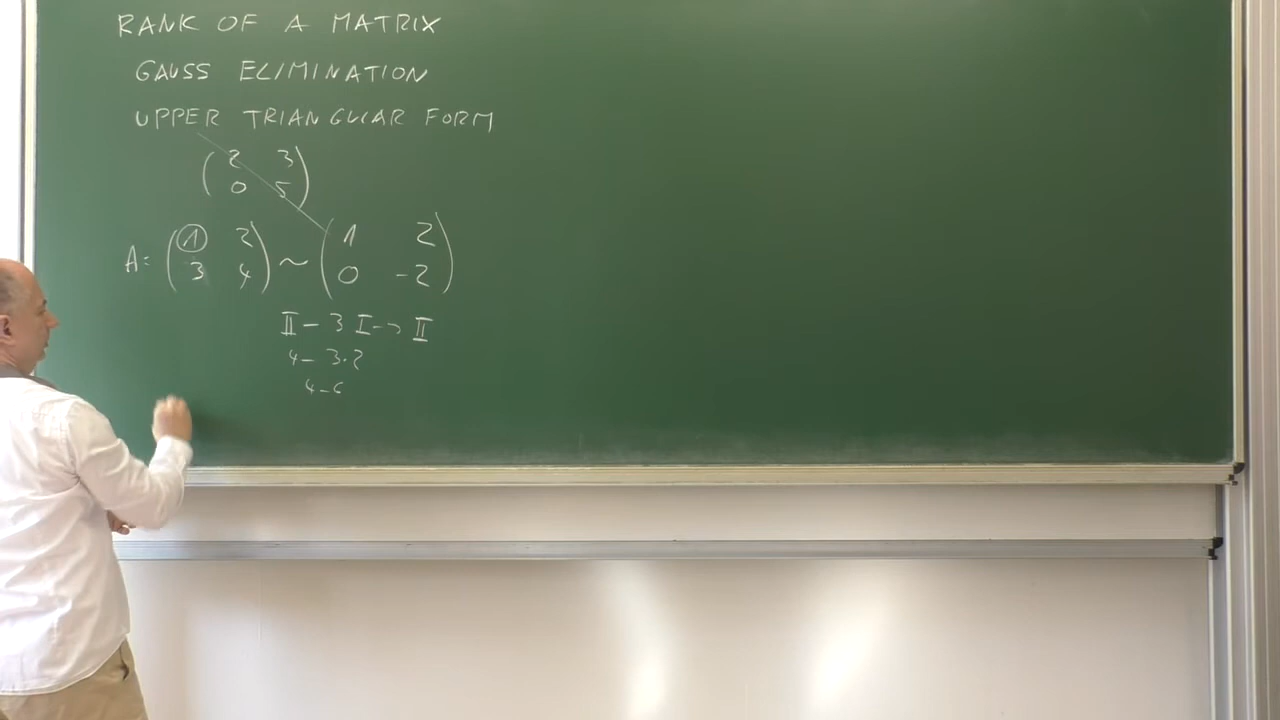 RANK OF A MATRIX
GAUSS ELIMINATION
UPPER TRIANGULAR FORM
( 2 3 )
( 0 5 )
A = ( 1 2 ) ~ ( 1 2 )
( 3 4 ) ( 0 -2 )
II - 3 I -> II
4 - 3·2
4 - 6